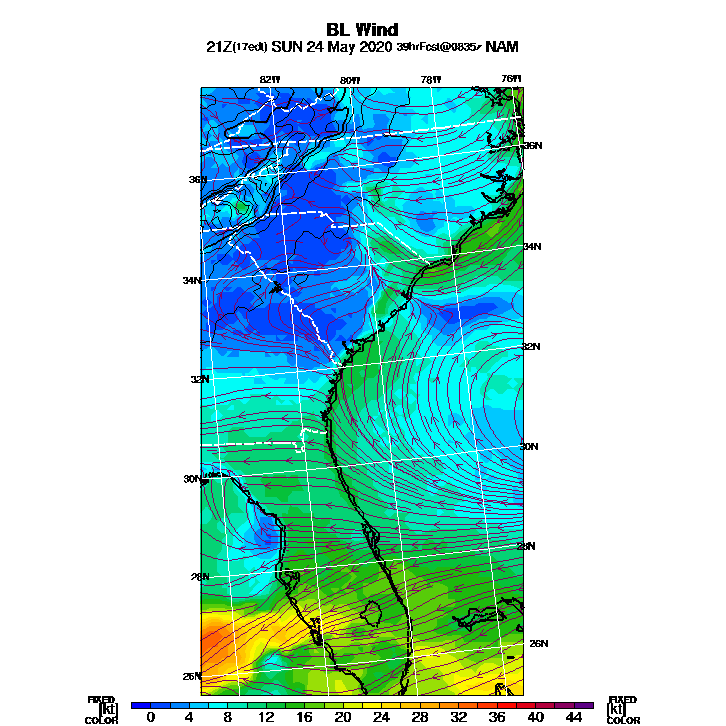 BL Wind
21Z(17edt) SUN 24 May 2020 39hrFcst@0835z NAM
82W 80W 78W 76W
36N
36N
34N
34N
32N
32N
30N
30N
28N
28N
26N
26N
FIXED FIXED
[kt] 0 4 8 12 16 20 24 28 32 36 40 44 [kt]
COLOR COLOR